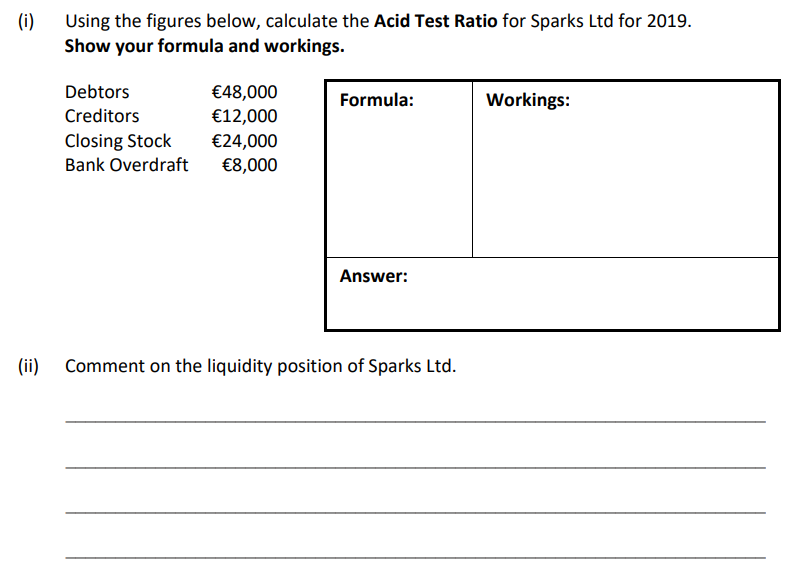 (i) Using the figures below, calculate the Acid Test Ratio for Sparks Ltd for 2019.
Show your formula and workings.
Debtors €48,000
Creditors €12,000
Closing Stock €24,000
Bank Overdraft €8,000
Formula:
Workings:
Answer:
(ii) Comment on the liquidity position of Sparks Ltd.